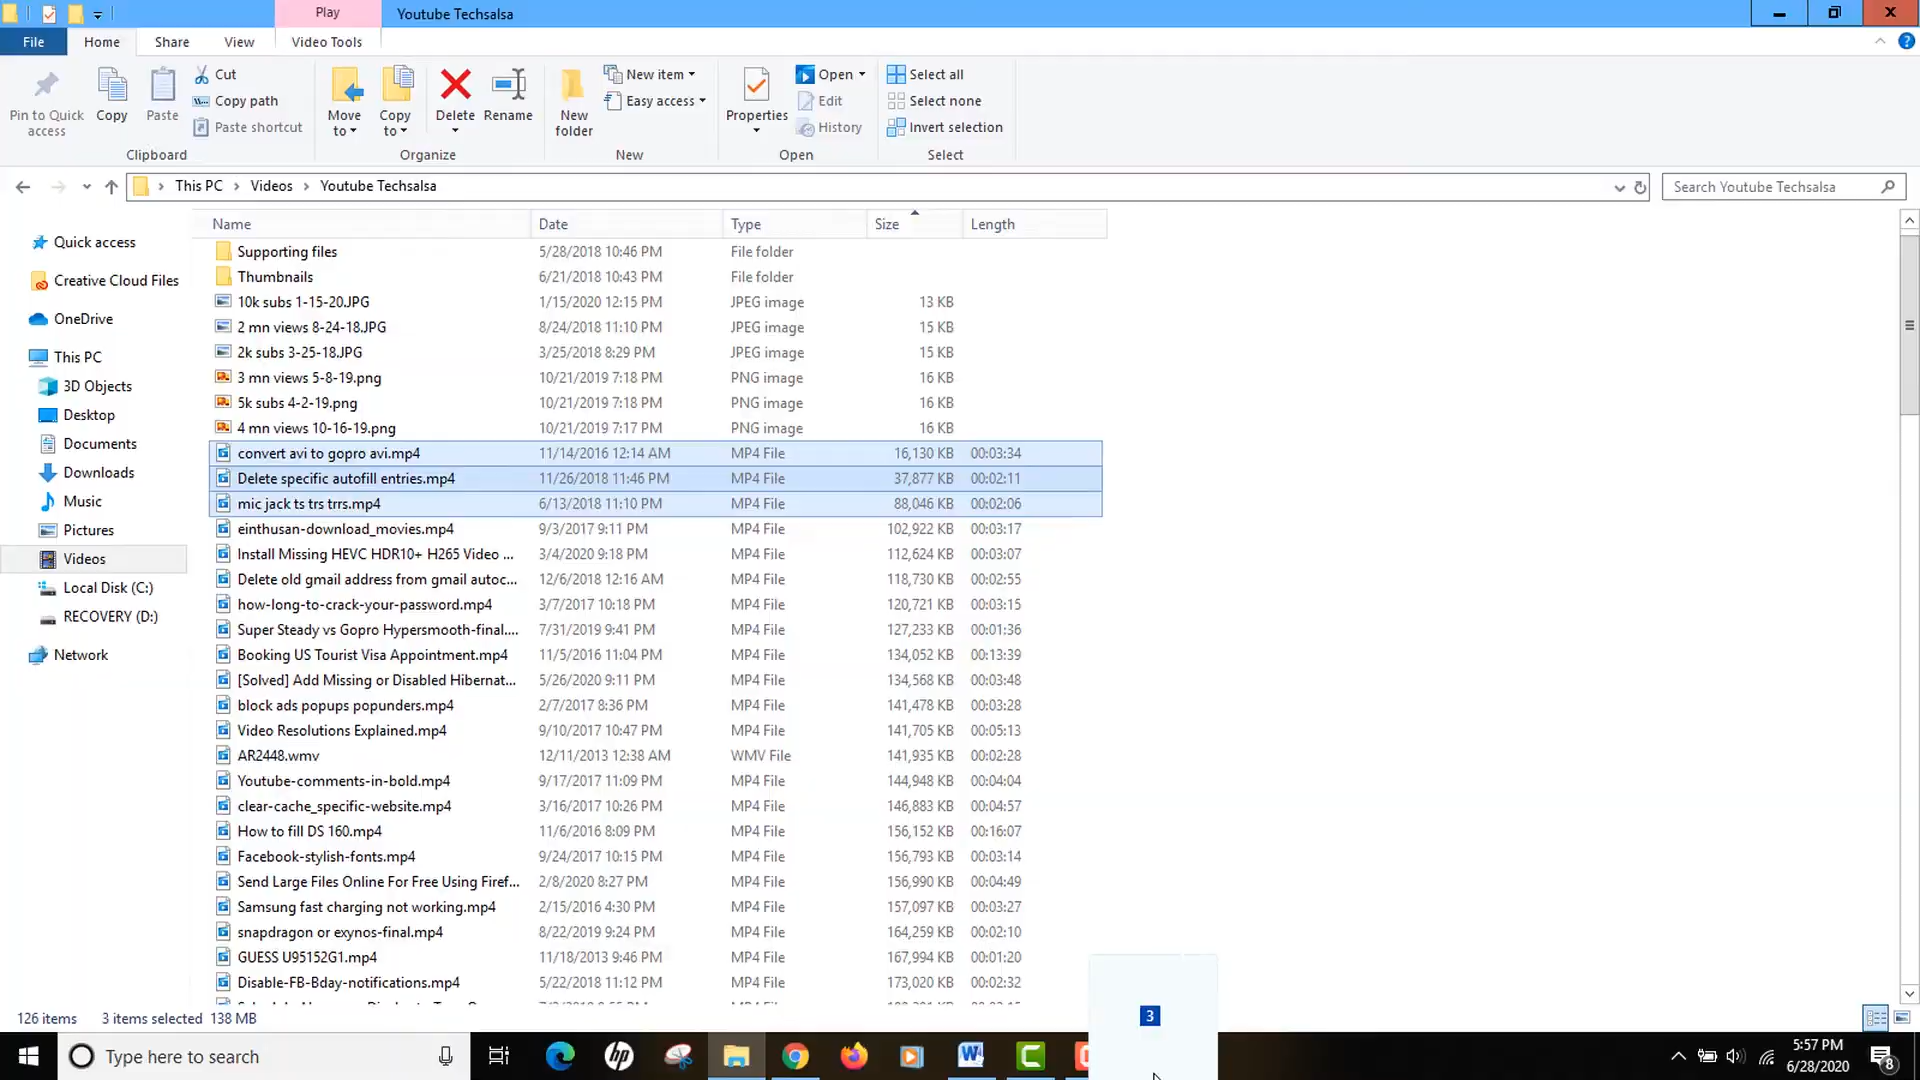 Play
Youtube Techsalsa
File
Home
Share
View
Video Tools
Pin to Quick access
Copy
Paste
Cut
Copy path
Paste shortcut
Clipboard
Move to
Copy to
Delete
Rename
Organize
New folder
New item
Easy access
New
Properties
Open
Edit
History
Open
Select all
Select none
Invert selection
Select
This PC > Videos > Youtube Techsalsa
Search Youtube Techsalsa
Quick access
Creative Cloud Files
OneDrive
This PC
3D Objects
Desktop
Documents
Downloads
Music
Pictures
Videos
Local Disk (C:)
RECOVERY (D:)
Network
Name Date Type Size Length
Supporting files 5/28/2018 10:46 PM File folder
Thumbnails 6/21/2018 10:43 PM File folder
10k subs 1-15-20.JPG 1/15/2020 12:15 PM JPEG image 13 KB
2 mn views 8-24-18.JPG 8/24/2018 11:10 PM JPEG image 15 KB
2k subs 3-25-18.JPG 3/25/2018 8:29 PM JPEG image 15 KB
3 mn views 5-8-19.png 10/21/2019 7:18 PM PNG image 16 KB
5k subs 4-2-19.png 10/21/2019 7:18 PM PNG image 16 KB
4 mn views 10-16-19.png 10/21/2019 7:17 PM PNG image 16 KB
convert avi to gopro avi.mp4 11/14/2016 12:14 AM MP4 File 16,130 KB 00:03:34
Delete specific autofill entries.mp4 11/26/2018 11:46 PM MP4 File 37,877 KB 00:02:11
mic jack ts trs trrs.mp4 6/13/2018 11:10 PM MP4 File 88,046 KB 00:02:06
einthusan-download_movies.mp4 9/3/2017 9:11 PM MP4 File 102,922 KB 00:03:17
Install Missing HEVC HDR10+ H265 Video ... 3/4/2020 9:18 PM MP4 File 112,624 KB 00:03:07
Delete old gmail address from gmail autoc... 12/6/2018 12:16 AM MP4 File 118,730 KB 00:02:55
how-long-to-crack-your-password.mp4 3/7/2017 10:18 PM MP4 File 120,721 KB 00:03:15
Super Steady vs Gopro Hypersmooth-final.... 7/31/2019 9:41 PM MP4 File 127,233 KB 00:01:36
Booking US Tourist Visa Appointment.mp4 11/5/2016 11:04 PM MP4 File 134,052 KB 00:13:39
[Solved] Add Missing or Disabled Hibernat... 5/26/2020 9:11 PM MP4 File 134,568 KB 00:03:48
block ads popups popunders.mp4 2/7/2017 8:36 PM MP4 File 141,478 KB 00:03:28
Video Resolutions Explained.mp4 9/10/2017 10:47 PM MP4 File 141,705 KB 00:05:13
AR2448.wmv 12/11/2013 12:38 AM WMV File 141,935 KB 00:02:28
Youtube-comments-in-bold.mp4 9/17/2017 11:09 PM MP4 File 144,948 KB 00:04:04
clear-cache_specific-website.mp4 3/16/2017 10:26 PM MP4 File 146,883 KB 00:04:57
How to fill DS 160.mp4 11/6/2016 8:09 PM MP4 File 156,152 KB 00:16:07
Facebook-stylish-fonts.mp4 9/24/2017 10:15 PM MP4 File 156,793 KB 00:03:14
Send Large Files Online For Free Using Firef... 2/8/2020 8:27 PM MP4 File 156,990 KB 00:04:49
Samsung fast charging not working.mp4 2/15/2016 4:30 PM MP4 File 157,097 KB 00:03:27
snapdragon or exynos-final.mp4 8/22/2019 9:24 PM MP4 File 164,259 KB 00:02:10
GUESS U95152G1.mp4 11/18/2013 9:46 PM MP4 File 167,994 KB 00:01:20
Disable-FB-Bday-notifications.mp4 5/22/2018 11:12 PM MP4 File 173,020 KB 00:02:32
126 items 3 items selected 138 MB
3
Type here to search
hp
5:57 PM
6/28/2020
8